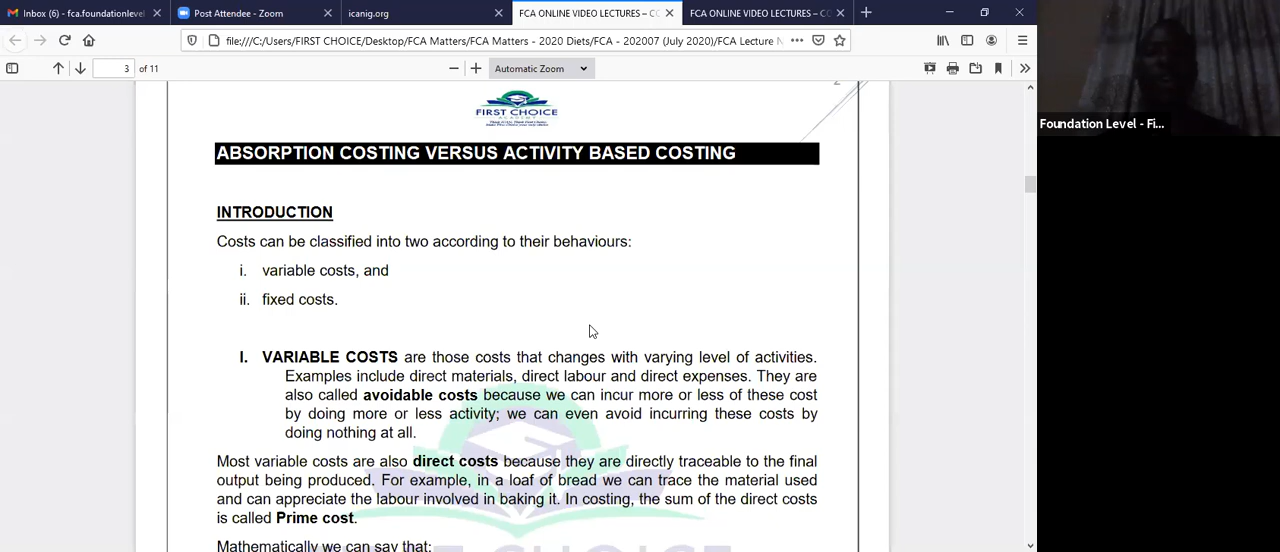 Inbox (6) - fca.foundationlevel
Post Attendee - Zoom
icanig.org
FCA ONLINE VIDEO LECTURES – CO
FCA ONLINE VIDEO LECTURES – CO
file:///C:/Users/FIRST CHOICE/Desktop/FCA Matters/FCA Matters - 2020 Diets/FCA - 202007 (July 2020)/FCA Lecture N
3 of 11
Automatic Zoom
2
FIRST CHOICE
ACADEMY
Foundation Level - Fi...
ABSORPTION COSTING VERSUS ACTIVITY BASED COSTING
INTRODUCTION
Costs can be classified into two according to their behaviours:
i. variable costs, and
ii. fixed costs.
I. VARIABLE COSTS are those costs that changes with varying level of activities.
Examples include direct materials, direct labour and direct expenses. They are
also called avoidable costs because we can incur more or less of these cost
by doing more or less activity; we can even avoid incurring these costs by
doing nothing at all.
Most variable costs are also direct costs because they are directly traceable to the final
output being produced. For example, in a loaf of bread we can trace the material used
and can appreciate the labour involved in baking it. In costing, the sum of the direct costs
is called Prime cost.
Mathematically we can say that: